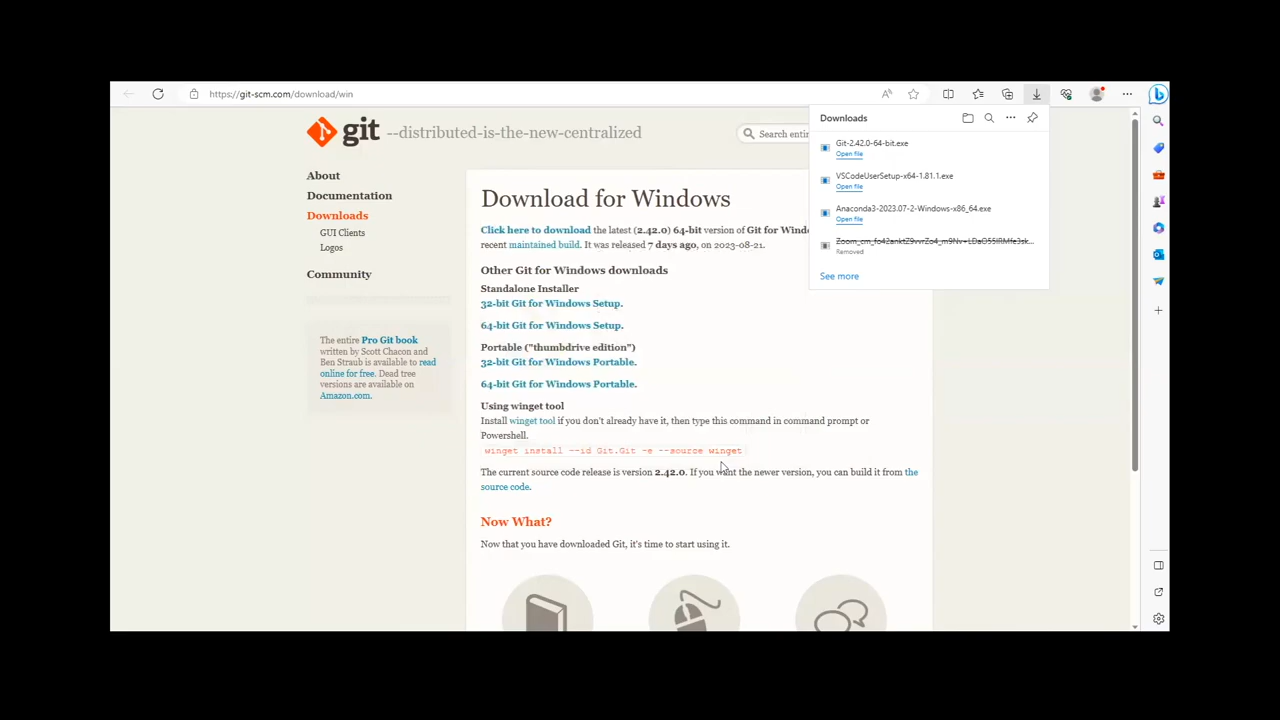 https://git-scm.com/download/win
git --distributed-is-the-new-centralized
Search entir
About
Documentation
Downloads
GUI Clients
Logos
Community
The entire Pro Git book
written by Scott Chacon and
Ben Straub is available to read
online for free. Dead tree
versions are available on
Amazon.com.
Download for Windows
Click here to download the latest (2.42.0) 64-bit version of Git for Windo
recent maintained build. It was released 7 days ago, on 2023-08-21.
Other Git for Windows downloads
Standalone Installer
32-bit Git for Windows Setup.
64-bit Git for Windows Setup.
Portable ("thumbdrive edition")
32-bit Git for Windows Portable.
64-bit Git for Windows Portable.
Using winget tool
Install winget tool if you don't already have it, then type this command in command prompt or
Powershell.
winget install --id Git.Git -e --source winget
The current source code release is version 2.42.0. If you want the newer version, you can build it from the
source code.
Now What?
Now that you have downloaded Git, it's time to start using it.
Downloads
Git-2.42.0-64-bit.exe
Open file
VSCodeUserSetup-x64-1.81.1.exe
Open file
Anaconda3-2023.07-2-Windows-x86_64.exe
Open file
Removed
See more